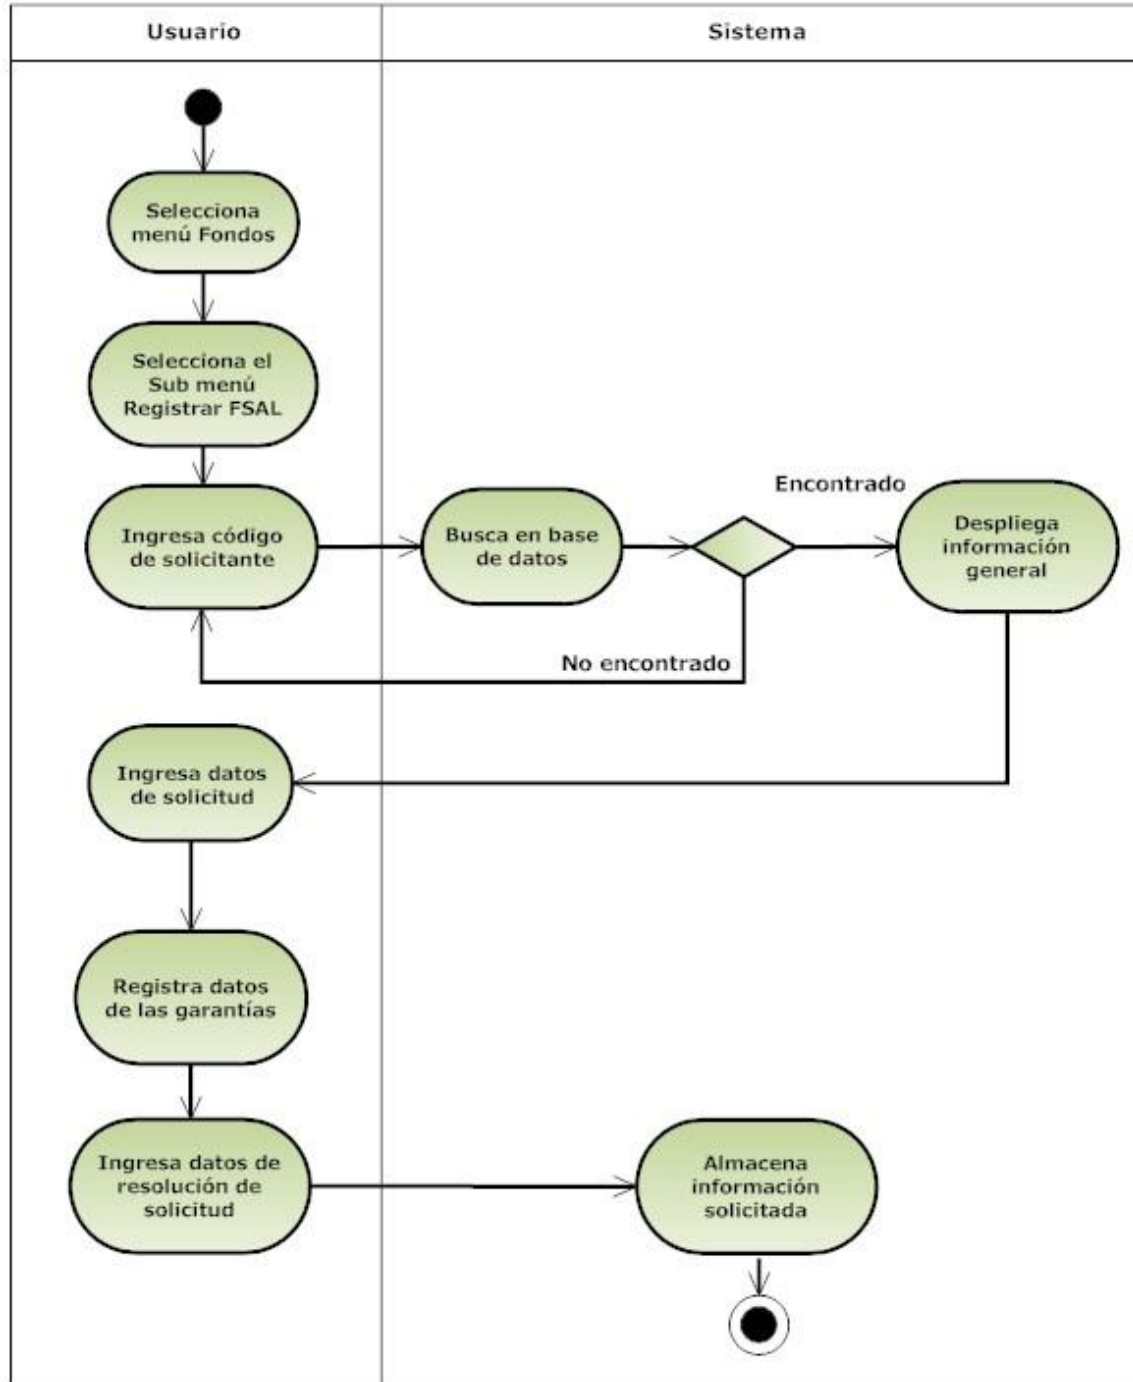 Usuario
Sistema
Selecciona
menú Fondos
Selecciona el
Sub menú
Registrar FSAL
Ingresa código
de solicitante
Busca en base
de datos
Encontrado
Despliega
información
general
No encontrado
Ingresa datos
de solicitud
Registra datos
de las garantías
Ingresa datos de
resolución de
solicitud
Almacena
información
solicitada